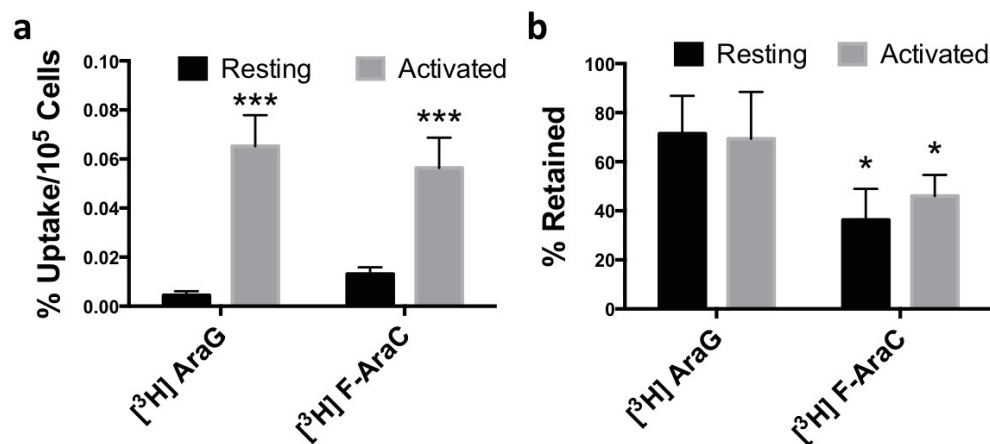 a
Resting Activated
% Uptake/10⁵ Cells
0.10
0.08
0.06
0.04
0.02
0.00
***
***
[³H] AraG
[³H] F-AraC
b
Resting Activated
% Retained
100
80
60
40
20
0
*
*
[³H] AraG
[³H] F-AraC